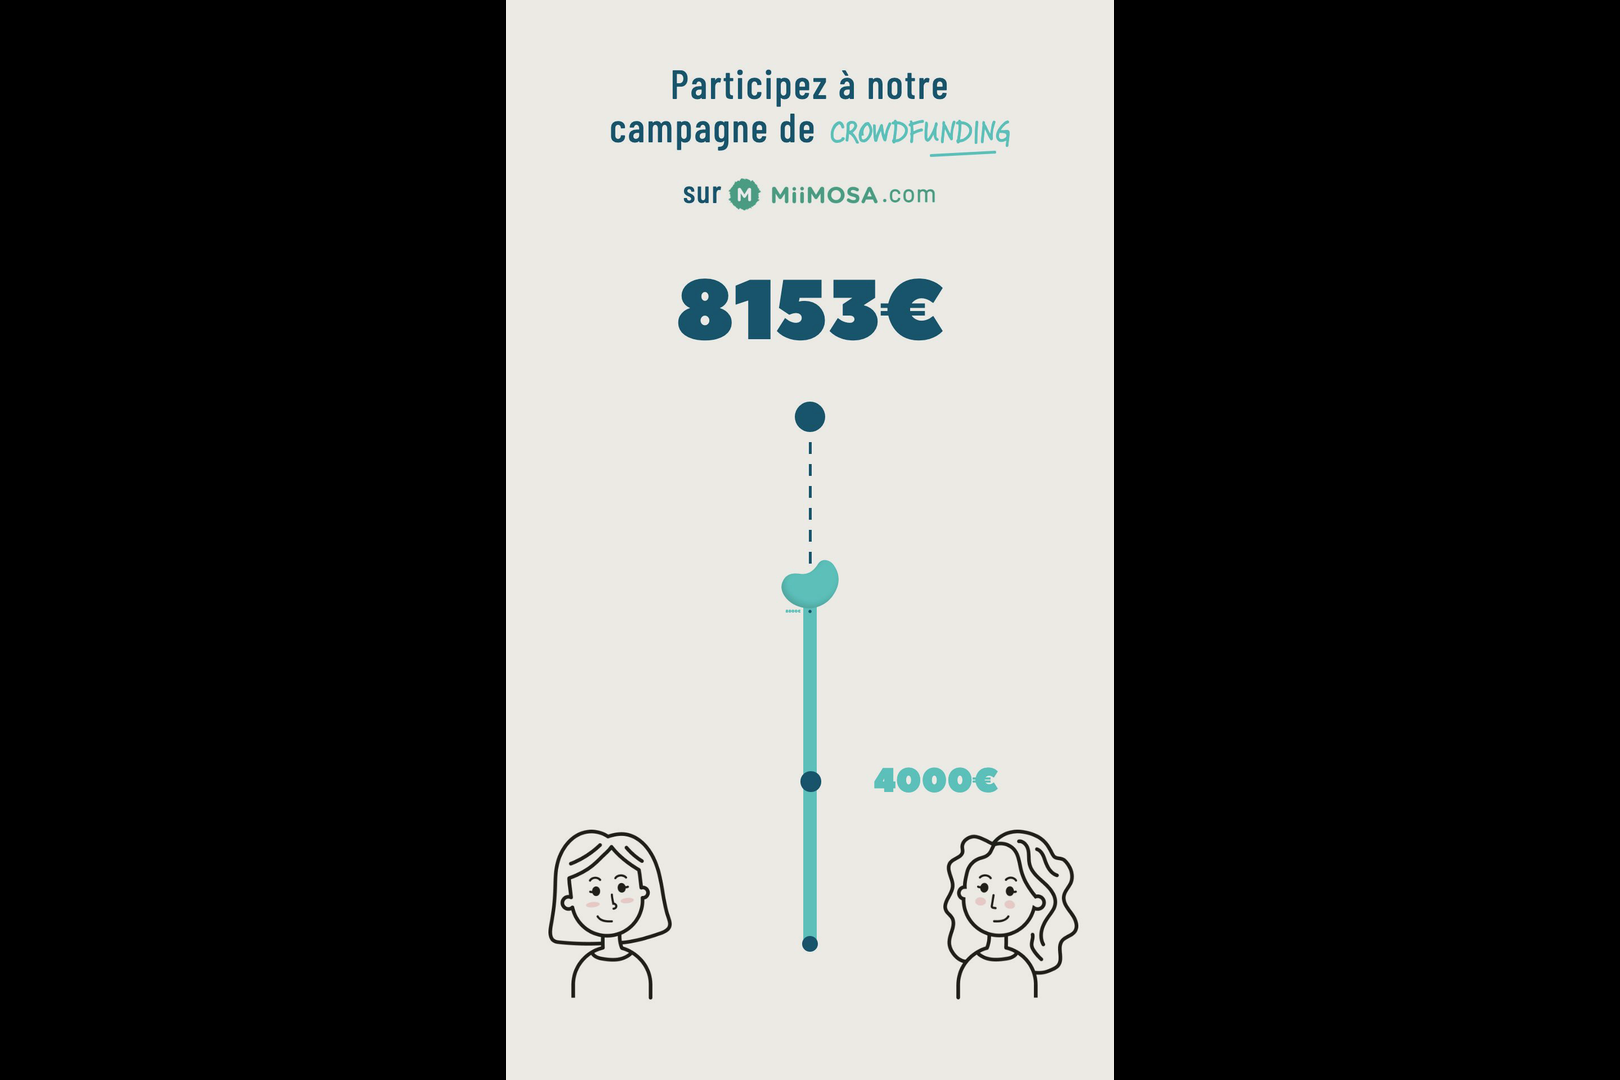 Participez à notre
campagne de CROWDFUNDING
sur M MiiMOSA.com
8153€
4000€